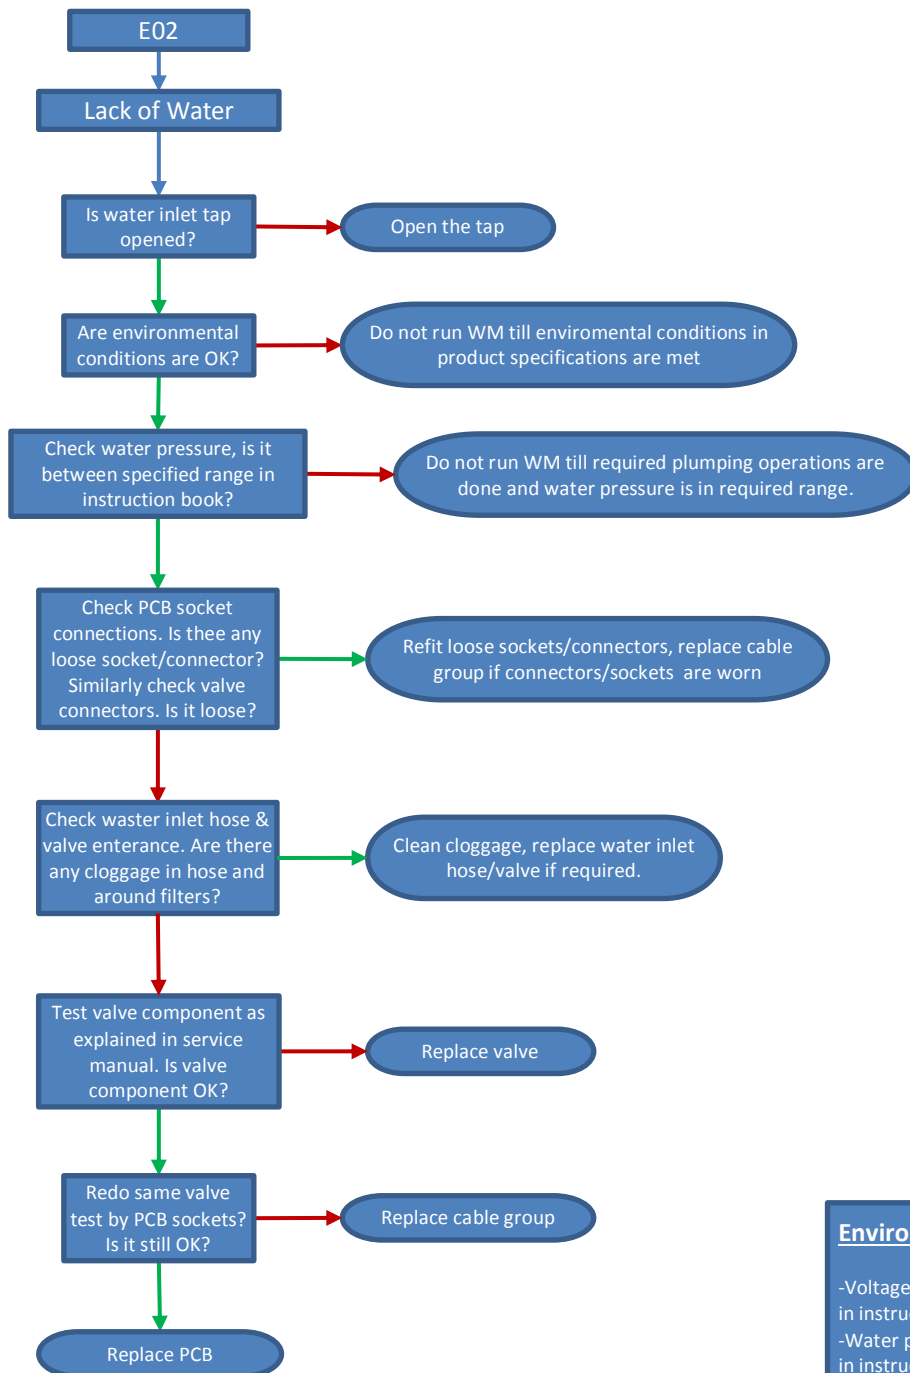 E02
Lack of Water
Is water inlet tap
opened?
Open the tap
Are environmental
conditions are OK?
Do not run WM till enviromental conditions in
product specifications are met
Check water pressure, is it
between specified range in
instruction book?
Do not run WM till required plumping operations are
done and water pressure is in required range.
Check PCB socket
connections. Is thee any
loose socket/connector?
Similarly check valve
connectors. Is it loose?
Refit loose sockets/connectors, replace cable
group if connectors/sockets are worn
Check waster inlet hose &
valve enterance. Are there
any cloggage in hose and
around filters?
Clean cloggage, replace water inlet
hose/valve if required.
Test valve component as
explained in service
manual. Is valve
component OK?
Replace valve
Redo same valve
test by PCB sockets?
Is it still OK?
Replace cable group
Replace PCB
-Voltage
in
-Water
in